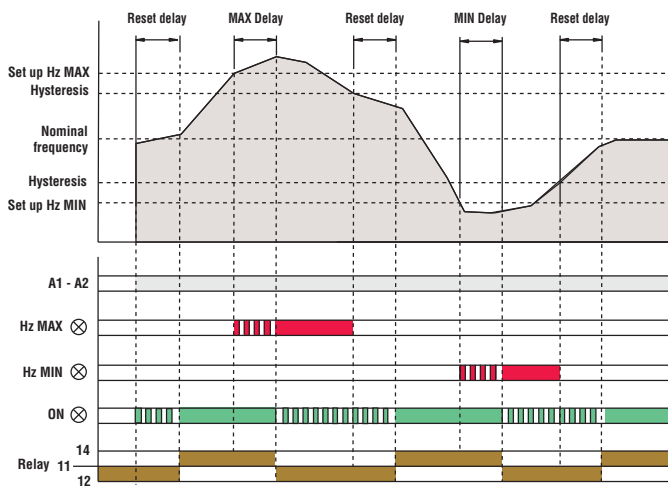 Reset delay MAX Delay Reset delay MIN Delay Reset delay
Set up Hz MAX
Hysteresis
Nominal
frequency
Hysteresis
Set up Hz MIN
A1 - A2
Hz MAX
Hz MIN
ON
14
Relay 11
12